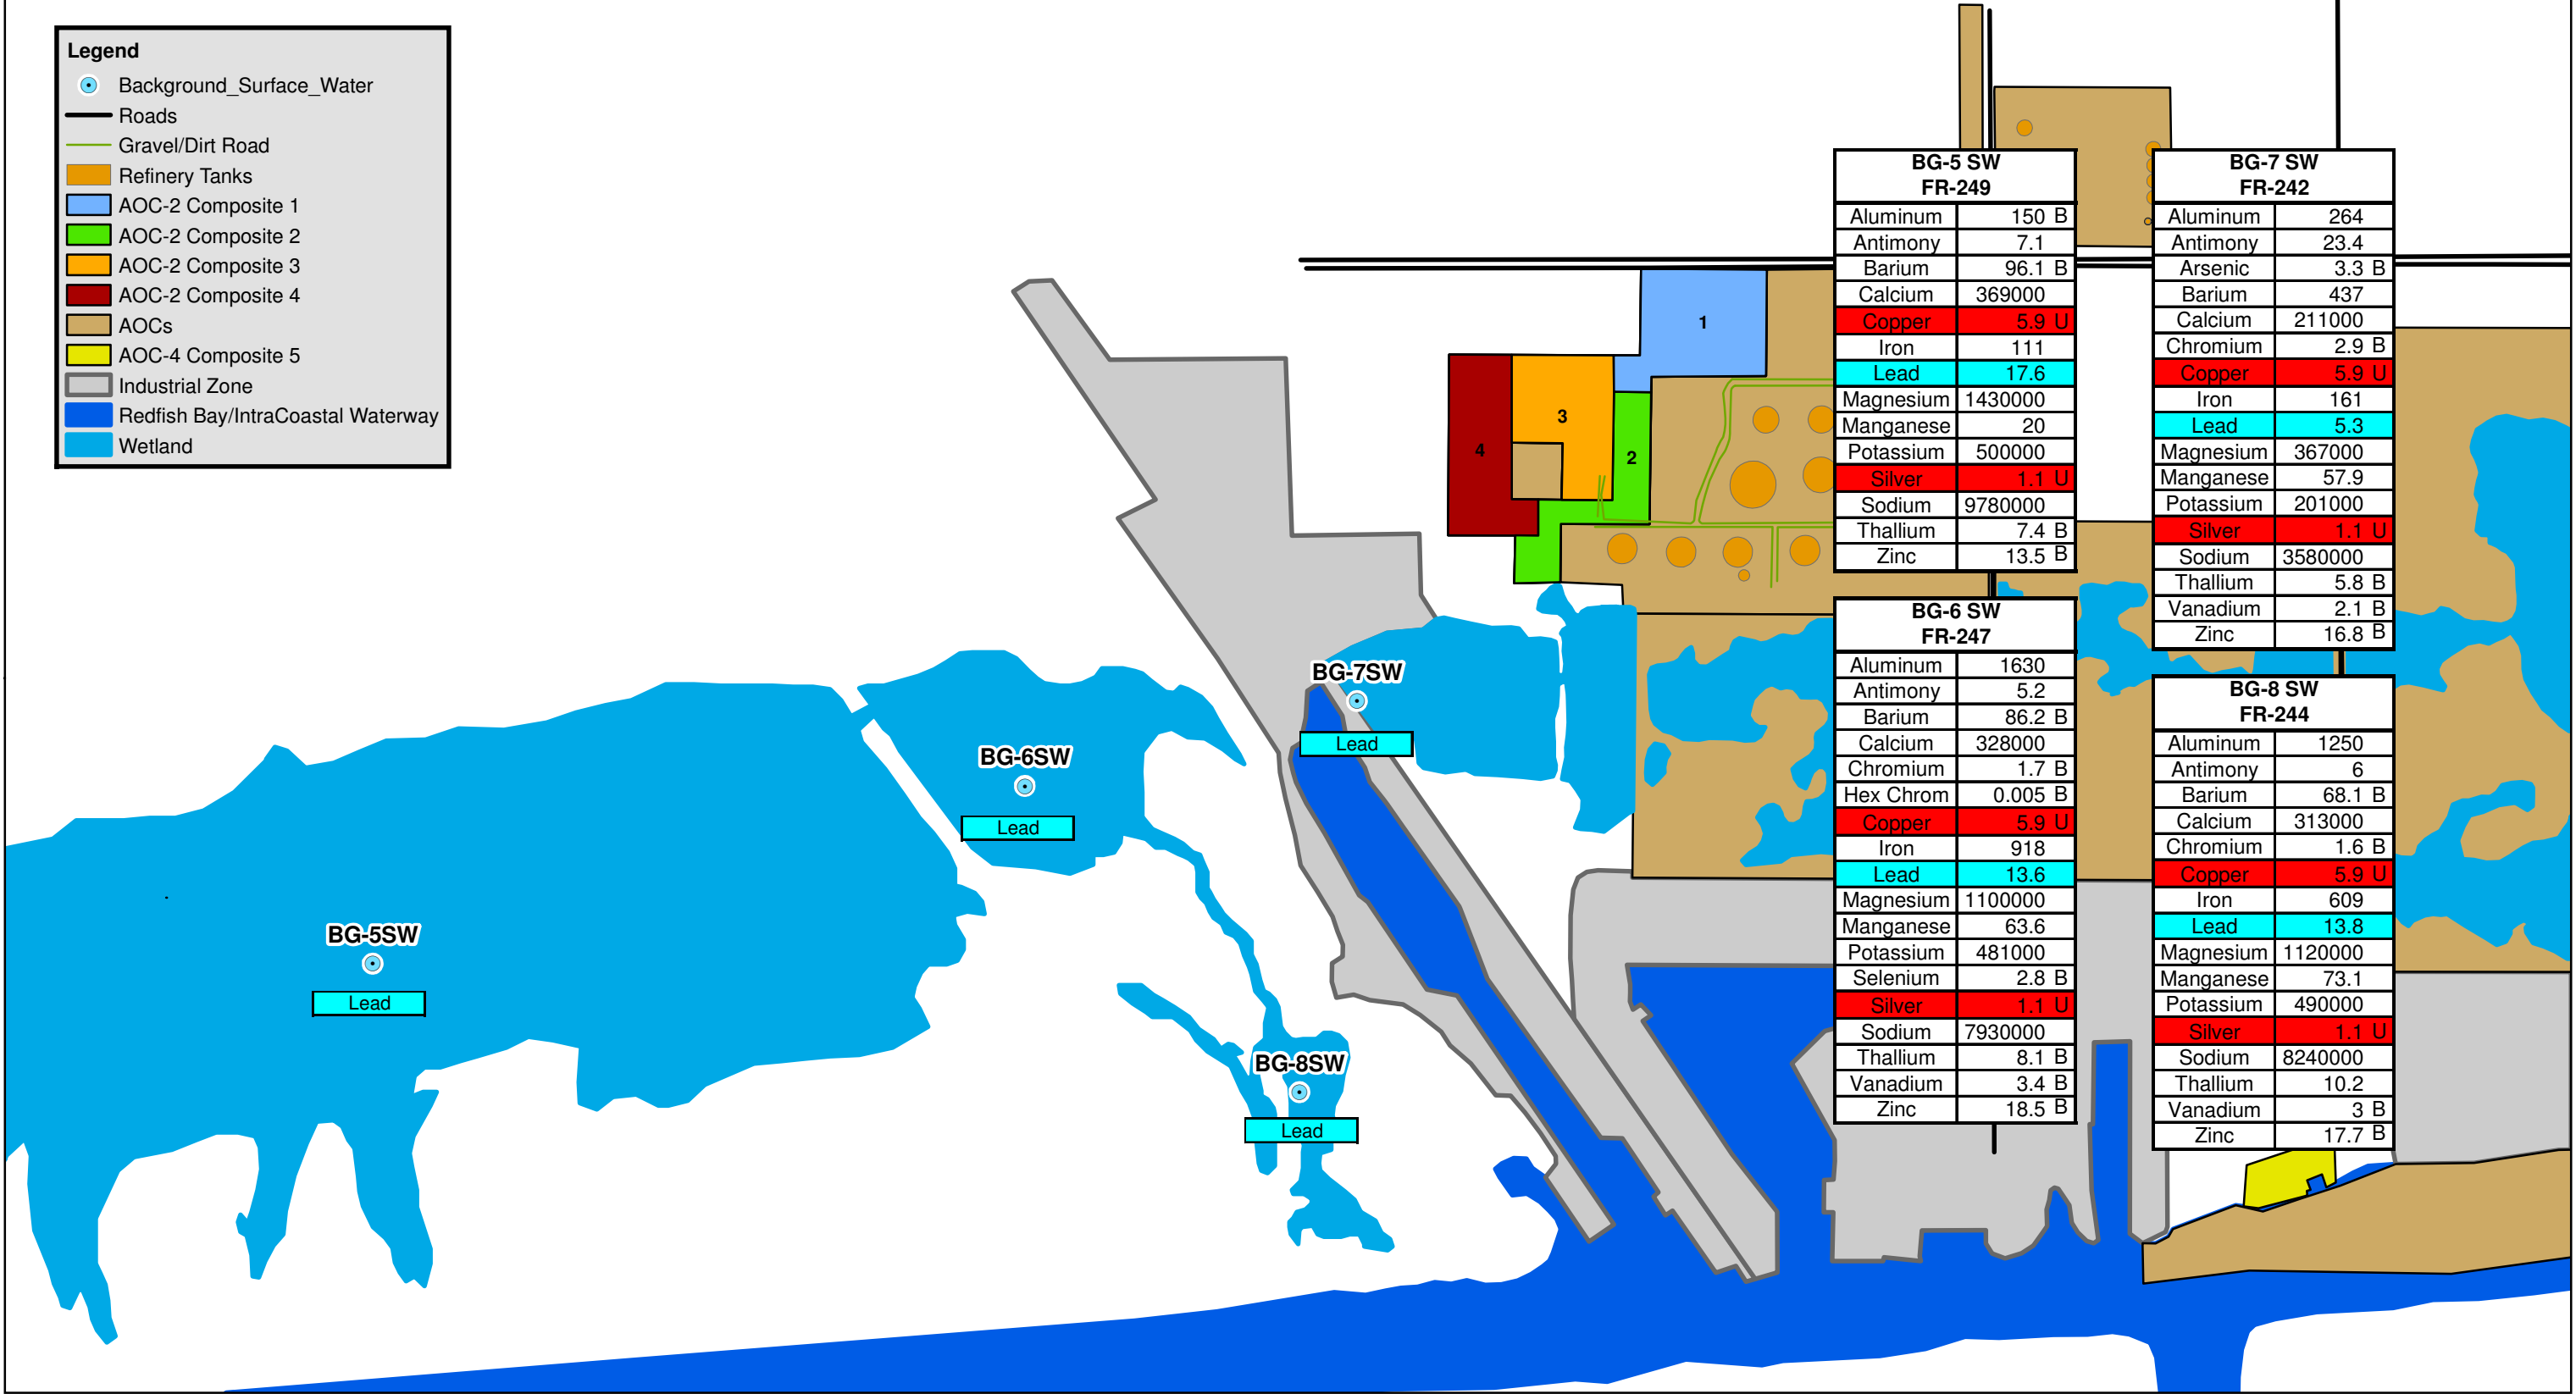 Legend
Background_Surface_Water
Roads
Gravel/Dirt Road
Refinery Tanks
AOC-2 Composite 1
AOC-2 Composite 2
AOC-2 Composite 3
AOC-2 Composite 4
AOCs
AOC-4 Composite 5
Industrial Zone
Redfish Bay/IntraCoastal Waterway
Wetland
1
3
4
2
BG-7SW
Lead
BG-6SW
Lead
BG-5SW
Lead
BG-8SW
Lead
BG-5 SW
FR-249
Aluminum 150 B
Antimony 7.1
Barium 96.1 B
Calcium 369000
Copper 5.9 U
Iron 111
Lead 17.6
Magnesium 1430000
Manganese 20
Potassium 500000
Silver 1.1 U
Sodium 9780000
Thallium 7.4 B
Zinc 13.5 B
BG-6 SW
FR-247
Aluminum 1630
Antimony 5.2
Barium 86.2 B
Calcium 328000
Chromium 1.7 B
Hex Chrom 0.005 B
Copper 5.9 U
Iron 918
Lead 13.6
Magnesium 1100000
Manganese 63.6
Potassium 481000
Selenium 2.8 B
Silver 1.1 U
Sodium 7930000
Thallium 8.1 B
Vanadium 3.4 B
Zinc 18.5 B
BG-7 SW
FR-242
Aluminum 264
Antimony 23.4
Arsenic 3.3 B
Barium 437
Calcium 211000
Chromium 2.9 B
Copper 5.9 U
Iron 161
Lead 5.3
Magnesium 367000
Manganese 57.9
Potassium 201000
Silver 1.1 U
Sodium 3580000
Thallium 5.8 B
Vanadium 2.1 B
Zinc 16.8 B
BG-8 SW
FR-244
Aluminum 1250
Antimony 6
Barium 68.1 B
Calcium 313000
Chromium 1.6 B
Copper 5.9 U
Iron 609
Lead 13.8
Magnesium 1120000
Manganese 73.1
Potassium 490000
Silver 1.1 U
Sodium 8240000
Thallium 10.2
Vanadium 3 B
Zinc 17.7 B